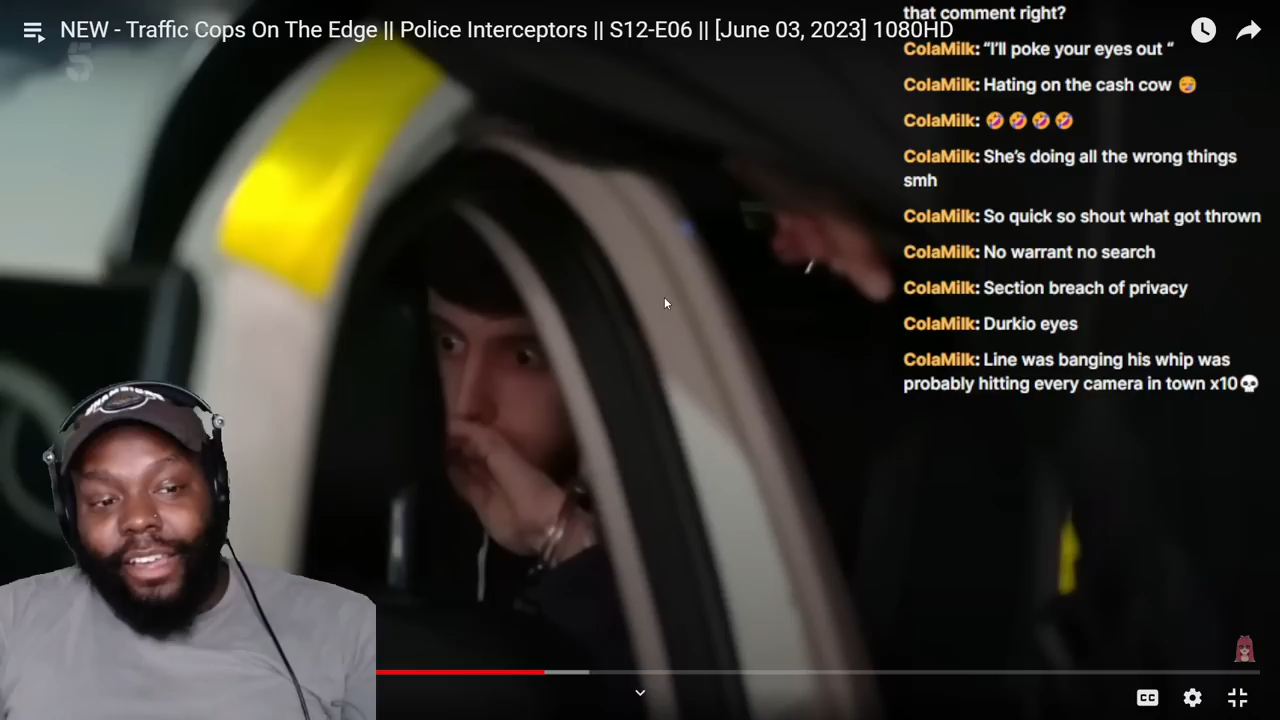 NEW - Traffic Cops On The Edge || Police Interceptors || S12-E06 || [June 03, 2023] 1080HD
5
that comment right?
ColaMilk: “I’ll poke your eyes out “
ColaMilk: Hating on the cash cow 😪
ColaMilk: 🤣 🤣 🤣 🤣
ColaMilk: She’s doing all the wrong things
smh
ColaMilk: So quick so shout what got thrown
ColaMilk: No warrant no search
ColaMilk: Section breach of privacy
ColaMilk: Durkio eyes
ColaMilk: Line was banging his whip was
probably hitting every camera in town x10💀
CC